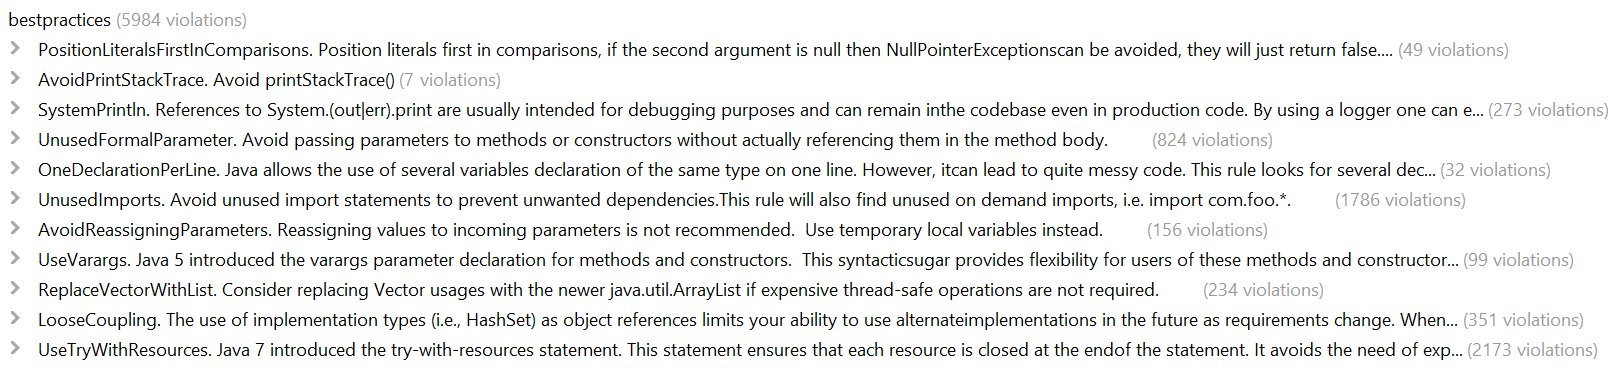 bestpractices (5984 violations)
PositionLiteralsFirstInComparisons. Position literals first in comparisons, if the second argument is null then NullPointerExceptionscan be avoided, they will just return false.... (49 violations)
AvoidPrintStackTrace. Avoid printStackTrace() (7 violations)
SystemPrintln. References to System.(out|err).print are usually intended for debugging purposes and can remain inthe codebase even in production code. By using a logger one can e... (273 violations)
UnusedFormalParameter. Avoid passing parameters to methods or constructors without actually referencing them in the method body. (824 violations)
OneDeclarationPerLine. Java allows the use of several variables declaration of the same type on one line. However, itcan lead to quite messy code. This rule looks for several dec... (32 violations)
UnusedImports. Avoid unused import statements to prevent unwanted dependencies.This rule will also find unused on demand imports, i.e. import com.foo.*. (1786 violations)
AvoidReassigningParameters. Reassigning values to incoming parameters is not recommended.  Use temporary local variables instead. (156 violations)
UseVarargs. Java 5 introduced the varargs parameter declaration for methods and constructors.  This syntacticsugar provides flexibility for users of these methods and constructor... (99 violations)
ReplaceVectorWithList. Consider replacing Vector usages with the newer java.util.ArrayList if expensive thread-safe operations are not required. (234 violations)
LooseCoupling. The use of implementation types (i.e., HashSet) as object references limits your ability to use alternateimplementations in the future as requirements change. When... (351 violations)
UseTryWithResources. Java 7 introduced the try-with-resources statement. This statement ensures that each resource is closed at the endof the statement. It avoids the need of exp... (2173 violations)